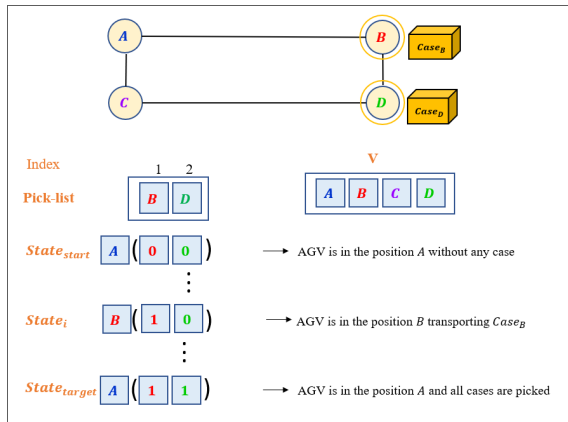 A
B
Case_B
C
D
Case_D
Index
1 2
V
Pick-list
B D
A B C D
State_start A ( 0 0 ) AGV is in the position A without any case
State_i B ( 1 0 ) AGV is in the position B transporting Case_B
State_target A ( 1 1 ) AGV is in the position A and all cases are picked